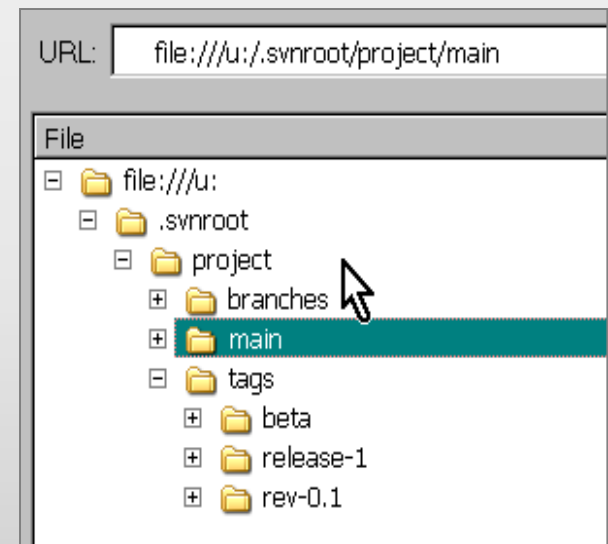 URL: file:///u:/.svnroot/project/main
File
file:///u:
.svnroot
project
branches
main
tags
beta
release-1
rev-0.1